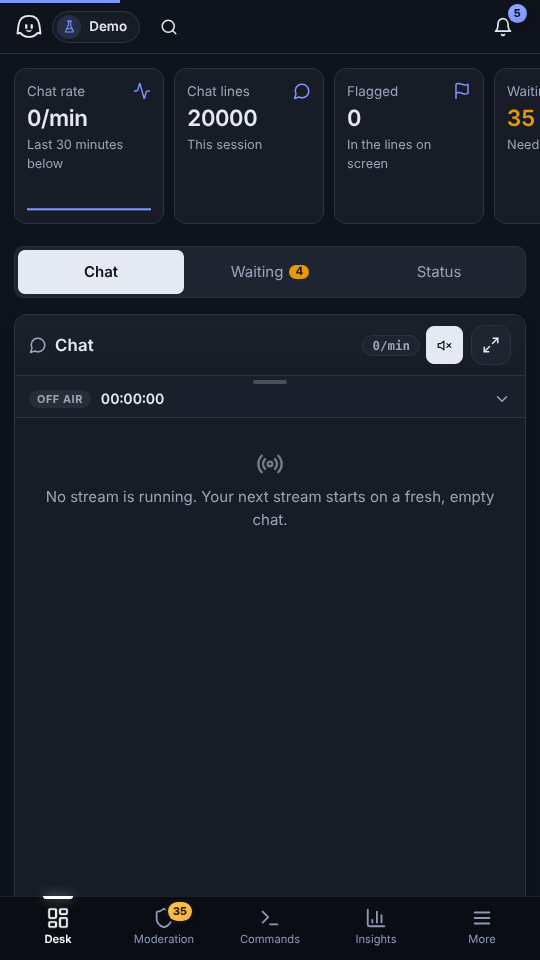 Demo
5
Chat rate
0/min
Last 30 minutes
below
Chat lines
20000
This session
Flagged
0
In the lines on
screen
35
Need
Chat
Waiting 4
Status
Chat
0/min
OFF AIR 00:00:00
No stream is running. Your next stream starts on a fresh, empty
chat.
35
Desk
Moderation
Commands
Insights
More